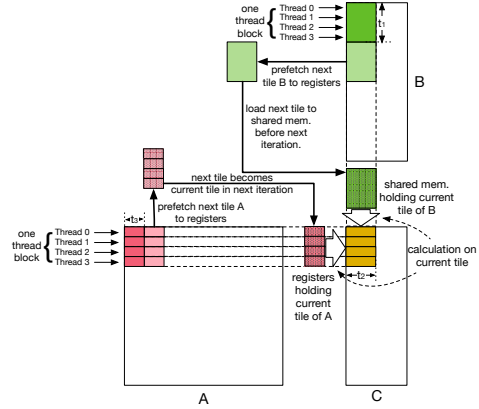 one
thread
block
Thread 0
Thread 1
Thread 2
Thread 3
t1
prefetch next
tile B to registers
B
load next tile to
shared mem.
before next
iteration.
next tile becomes
current tile in next iteration
prefetch next tile A
to registers
shared mem.
holding current
tile of B
t3
one
thread
block
Thread 0
Thread 1
Thread 2
Thread 3
calculation on
current tile
t2
registers
holding
current
tile of A
A
C